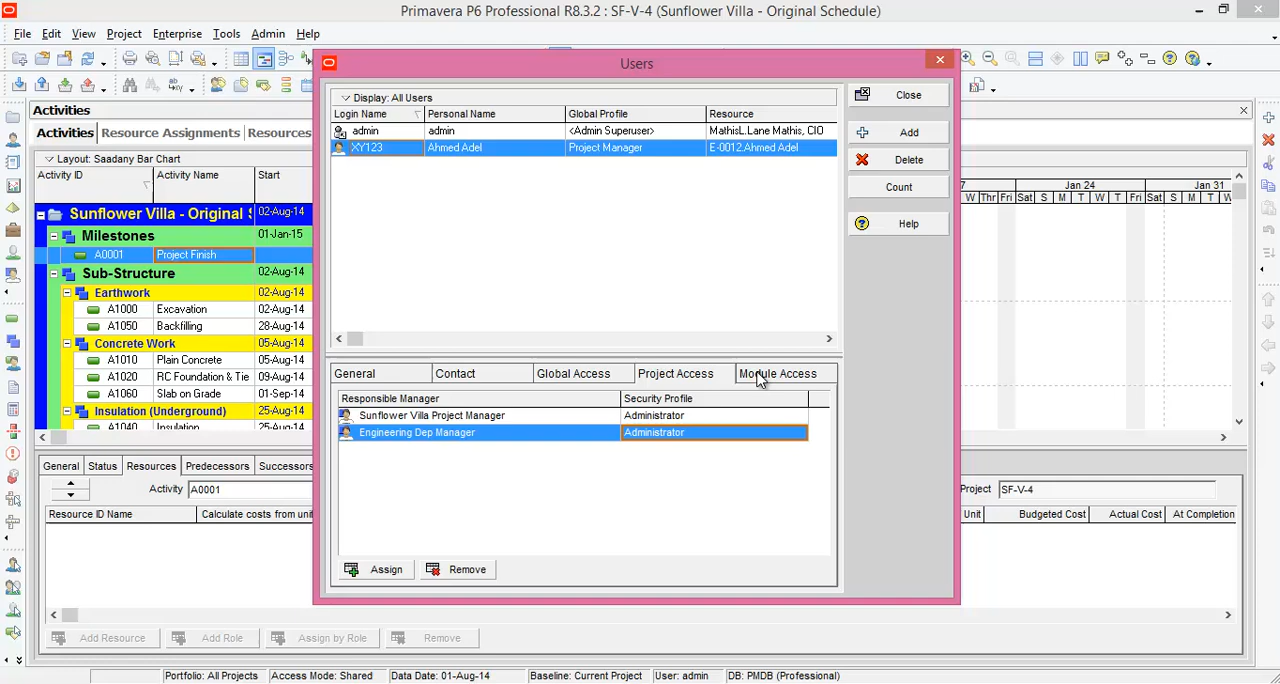 Primavera P6 Professional R8.3.2 : SF-V-4 (Sunflower Villa - Original Schedule)
File Edit View Project Enterprise Tools Admin Help
Users
Activities
Activities Resource Assignments Resources
Layout: Saadany Bar Chart
Activity ID Activity Name Start
Sunflower Villa - Original S 02-Aug-14
Milestones 01-Jan-15
A0001 Project Finish
Sub-Structure 02-Aug-14
Earthwork 02-Aug-14
A1000 Excavation 02-Aug-14
A1050 Backfilling 28-Aug-14
Concrete Work 05-Aug-14
A1010 Plain Concrete 05-Aug-14
A1020 RC Foundation & Tie 09-Aug-14
A1060 Slab on Grade 01-Sep-14
Insulation (Underground) 25-Aug-14
A1040 Insulation 25-Aug-14
Display: All Users
Login Name Personal Name Global Profile Resource
admin admin <Admin Superuser> MathisL.Lane Mathis, CIO
XY123 Ahmed Adel Project Manager E-0012.Ahmed Adel
Close
Add
Delete
Count
Help
General Contact Global Access Project Access Module Access
Responsible Manager Security Profile
Sunflower Villa Project Manager Administrator
Engineering Dep Manager Administrator
Assign Remove
7 Jan 24 Jan 31
W Thr Fri Sat S M T W T Fri Sat S M T W
General Status Resources Predecessors Successors
Activity A0001 Project SF-V-4
Resource ID Name Calculate costs from unit Unit Budgeted Cost Actual Cost At Completion
Add Resource Add Role Assign by Role Remove
Portfolio: All Projects Access Mode: Shared Data Date: 01-Aug-14 Baseline: Current Project User: admin DB: PMDB (Professional)